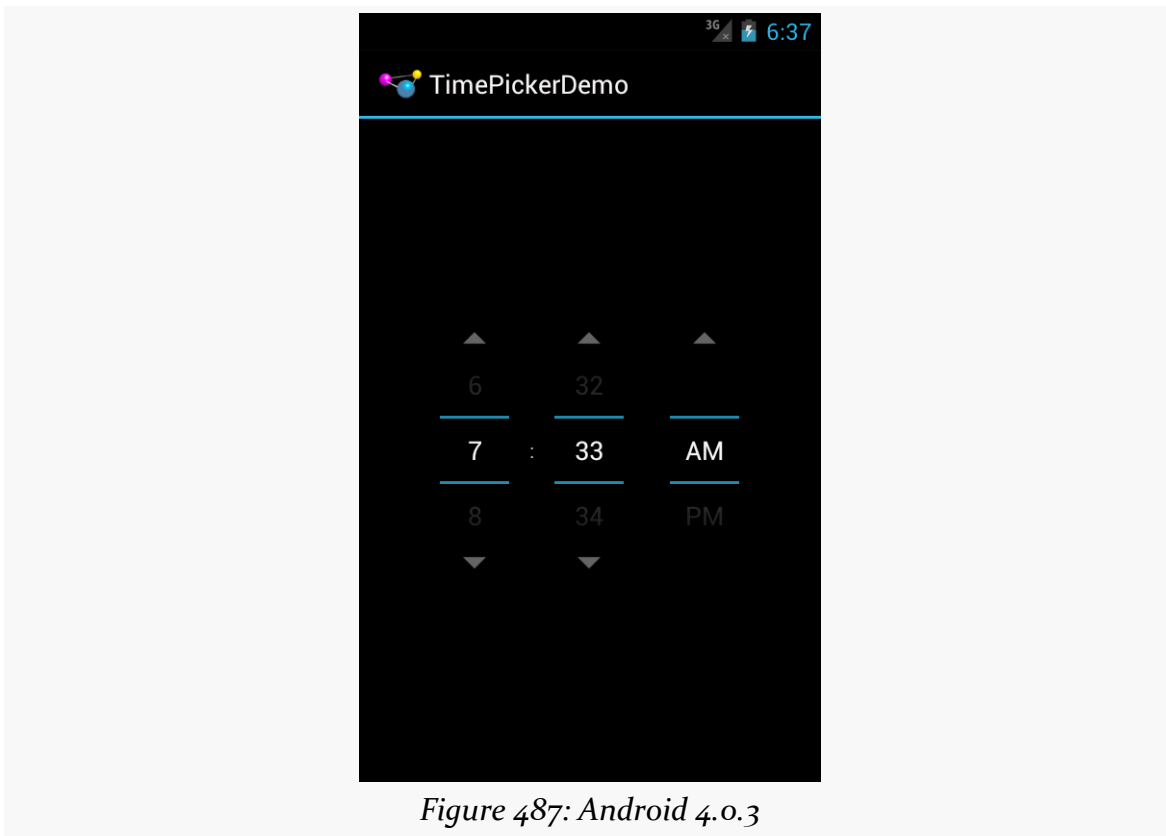 3G 6:37
TimePickerDemo
6 32
7 : 33 AM
8 34 PM
Figure 487: Android 4.0.3